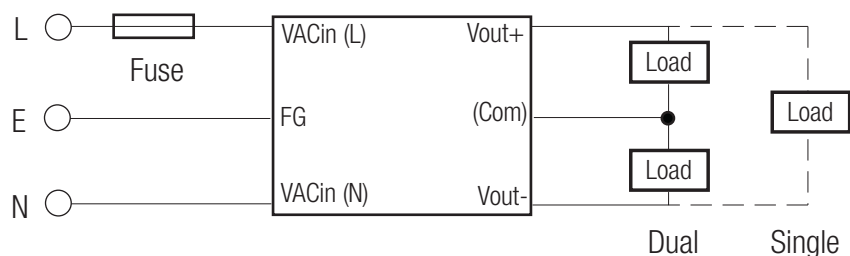 L
Fuse
E
N
VACin (L)
FG
VACin (N)
Vout+
(Com)
Vout-
Load
Load
Load
Dual
Single